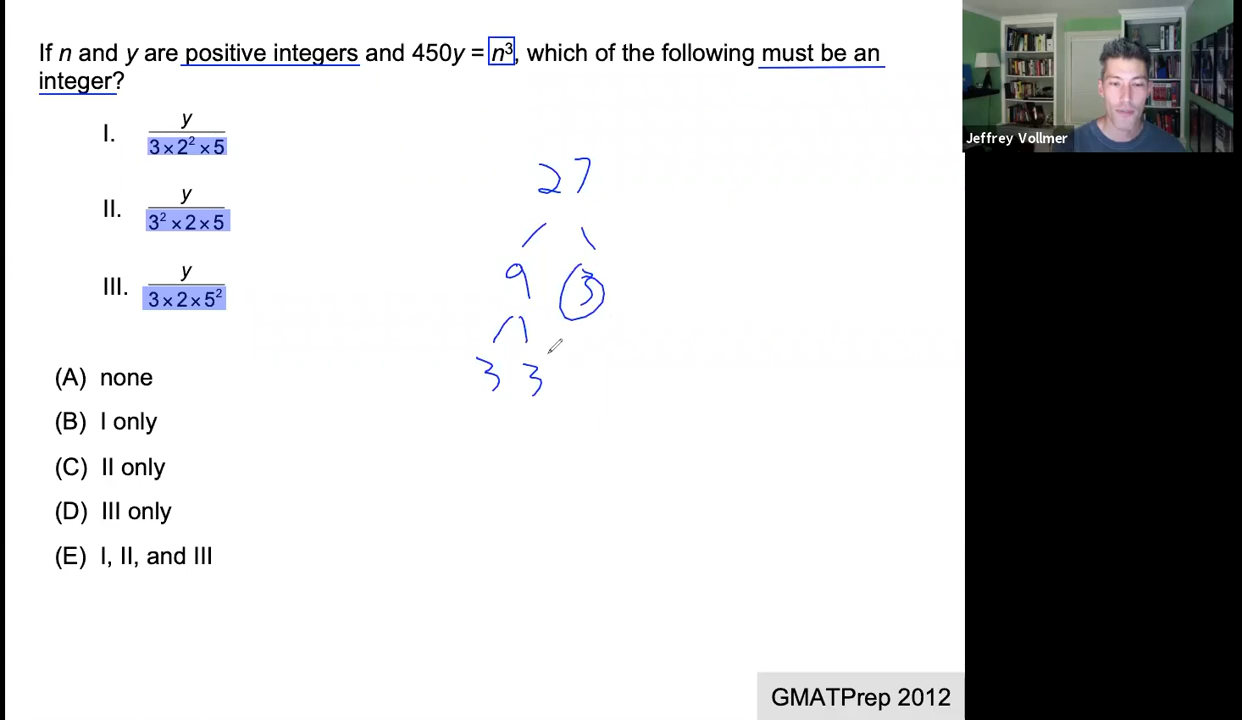 If n and y are positive integers and 450y = n³, which of the following must be an
integer?
I. y / 3 × 2² × 5
II. y / 3² × 2 × 5
III. y / 3 × 2 × 5²
27
9 3
3 3
(A) none
(B) I only
(C) II only
(D) III only
(E) I, II, and III
Jeffrey Vollmer
GMATPrep 2012